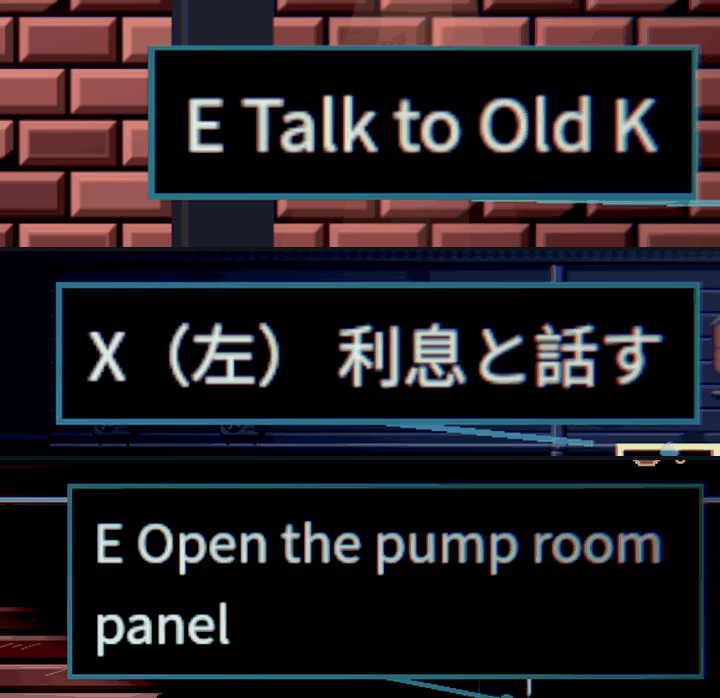 E Talk to Old K
X（左） 利息と話す
E Open the pump room
panel